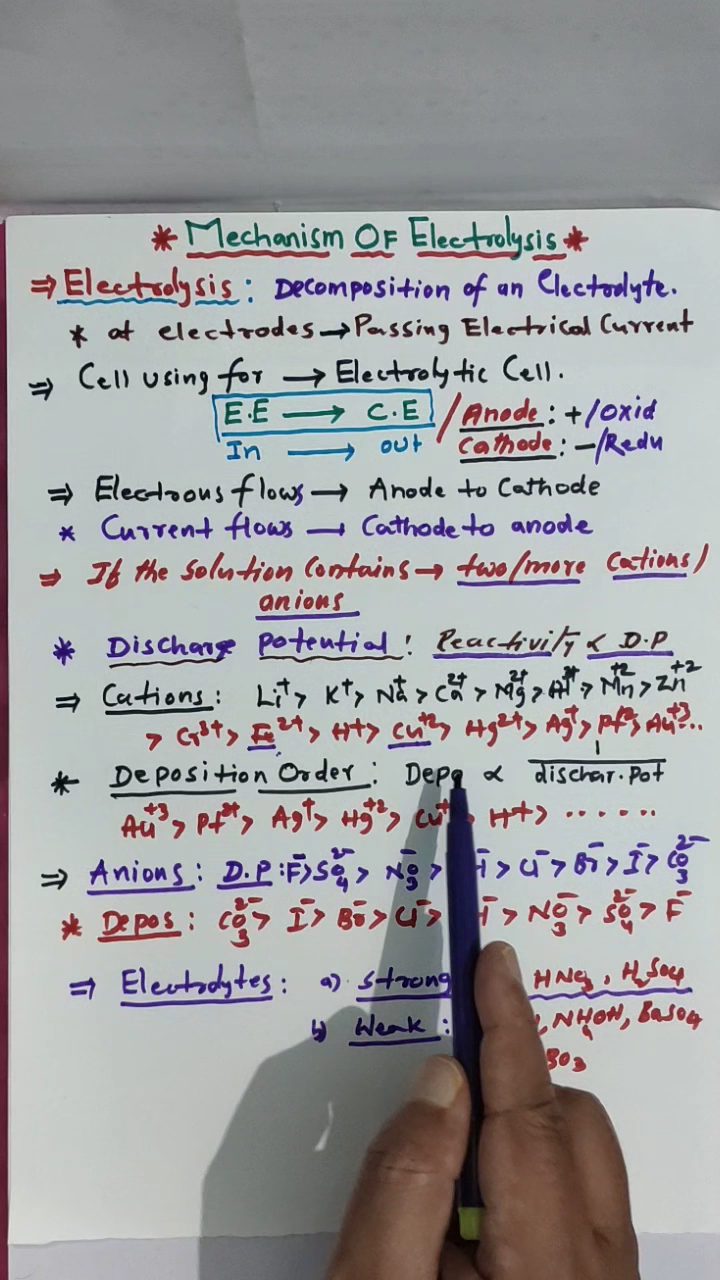 * Mechanism OF Electrolysis *
⇒ Electrolysis: Decomposition of an Electrolyte.
* at electrodes → Passing Electrical Current
⇒ Cell using for → Electrolytic Cell.
E.E → C.E / Anode: + / Oxid
In → out Cathode: - / Redu
⇒ Electrons flows → Anode to Cathode
* Current flows → Cathode to anode
⇒ If the solution Contains → two/more Cations/
anions
* Discharge Potential: Reactivity ∝ D.P
⇒ Cations: Li⁺ > K⁺ > Na⁺ > Ca²⁺ > Mg²⁺ > Al³⁺ > Mn⁺² > Zn⁺²
> Cr³⁺ > Fe²⁺ > H⁺ > Cu⁺² > Hg²⁺ > Ag⁺ > Pt > Au⁺³...
* Deposition Order: Depo ∝ 1/dischar.Pot
Au⁺³ > Pt²⁺ > Ag⁺ > Hg⁺² > Cu⁺ > H⁺ > ......
⇒ Anions: D.P: F⁻ > SO₄²⁻ > NO₃⁻ > > Cl⁻ > Br⁻ > I⁻ > CO₃²⁻
* Depos: CO₃²⁻ > I⁻ > Br⁻ > Cl⁻ > > NO₃⁻ > SO₄²⁻ > F⁻
⇒ Electrolytes: a) Strong HNO₃, H₂SO₄
b) Weak: , NH₄OH, BaSO₄